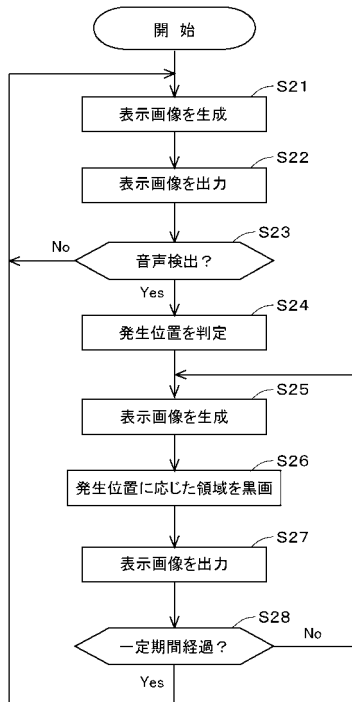 開 始
S21
表示画像を生成
S22
表示画像を出力
S23
No
音声検出？
Yes
S24
発生位置を判定
S25
表示画像を生成
S26
発生位置に応じた領域を黒画
S27
表示画像を出力
S28
一定期間経過？
No
Yes